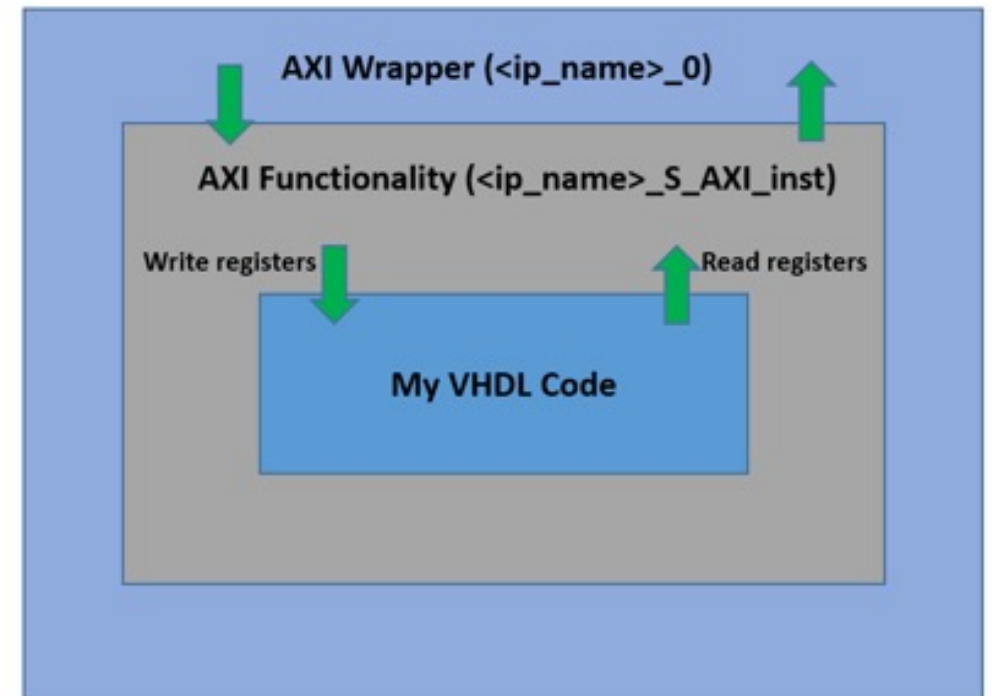 AXI Wrapper (<ip_name>_0)
AXI Functionality (<ip_name>_S_AXI_inst)
Write registers
Read registers
My VHDL Code